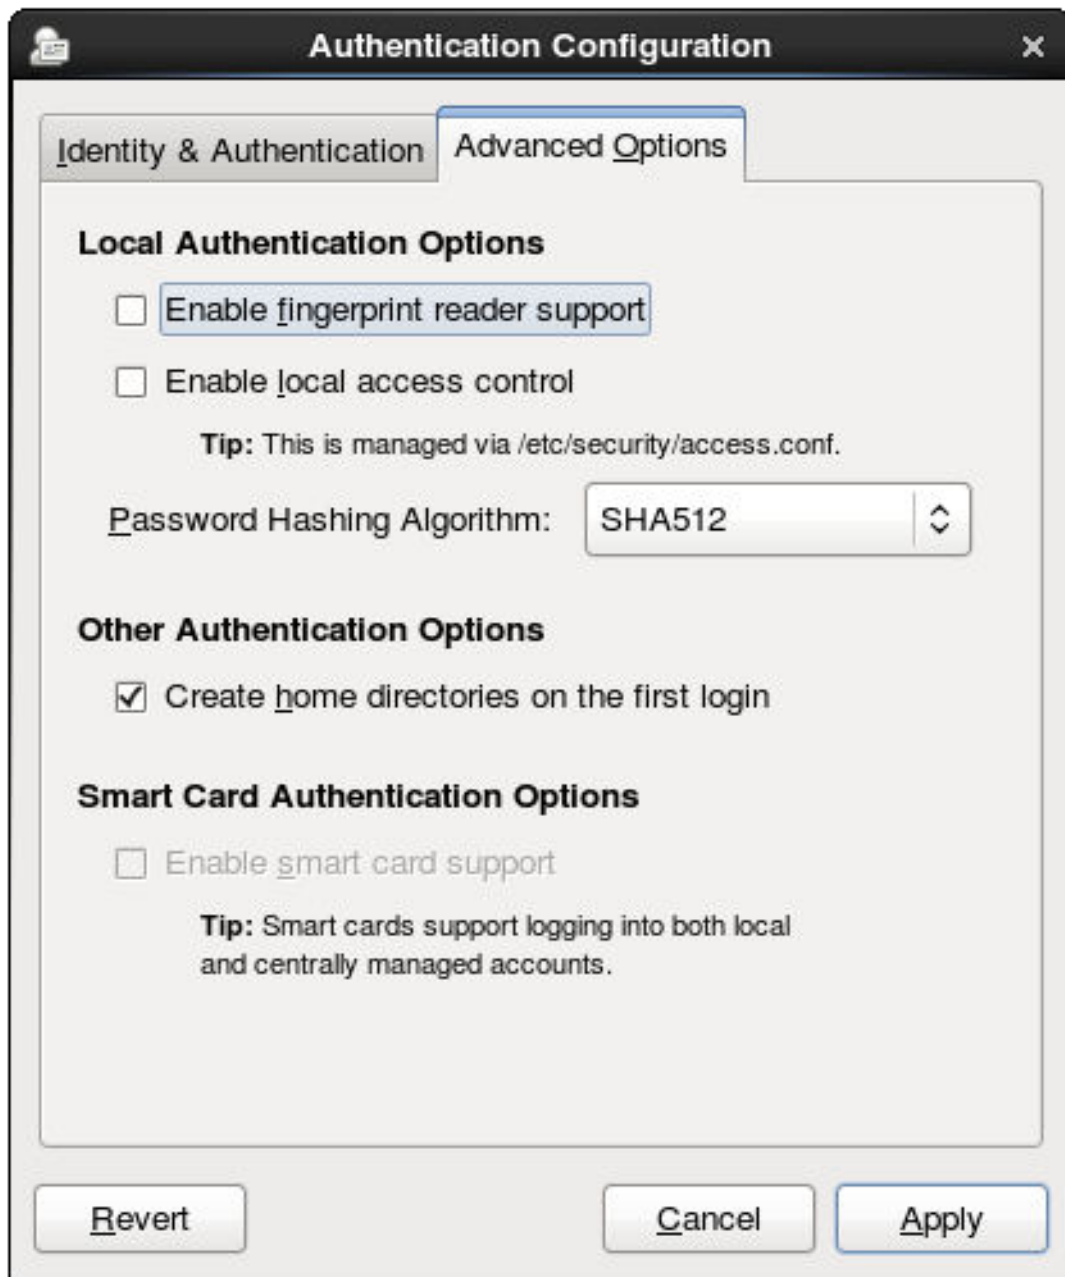 Authentication Configuration
Identity & Authentication
Advanced Options
Local Authentication Options
Enable fingerprint reader support
Enable local access control
Tip: This is managed via /etc/security/access.conf.
Password Hashing Algorithm: SHA512
Other Authentication Options
Create home directories on the first login
Smart Card Authentication Options
Enable smart card support
Tip: Smart cards support logging into both local
and centrally managed accounts.
Revert
Cancel
Apply